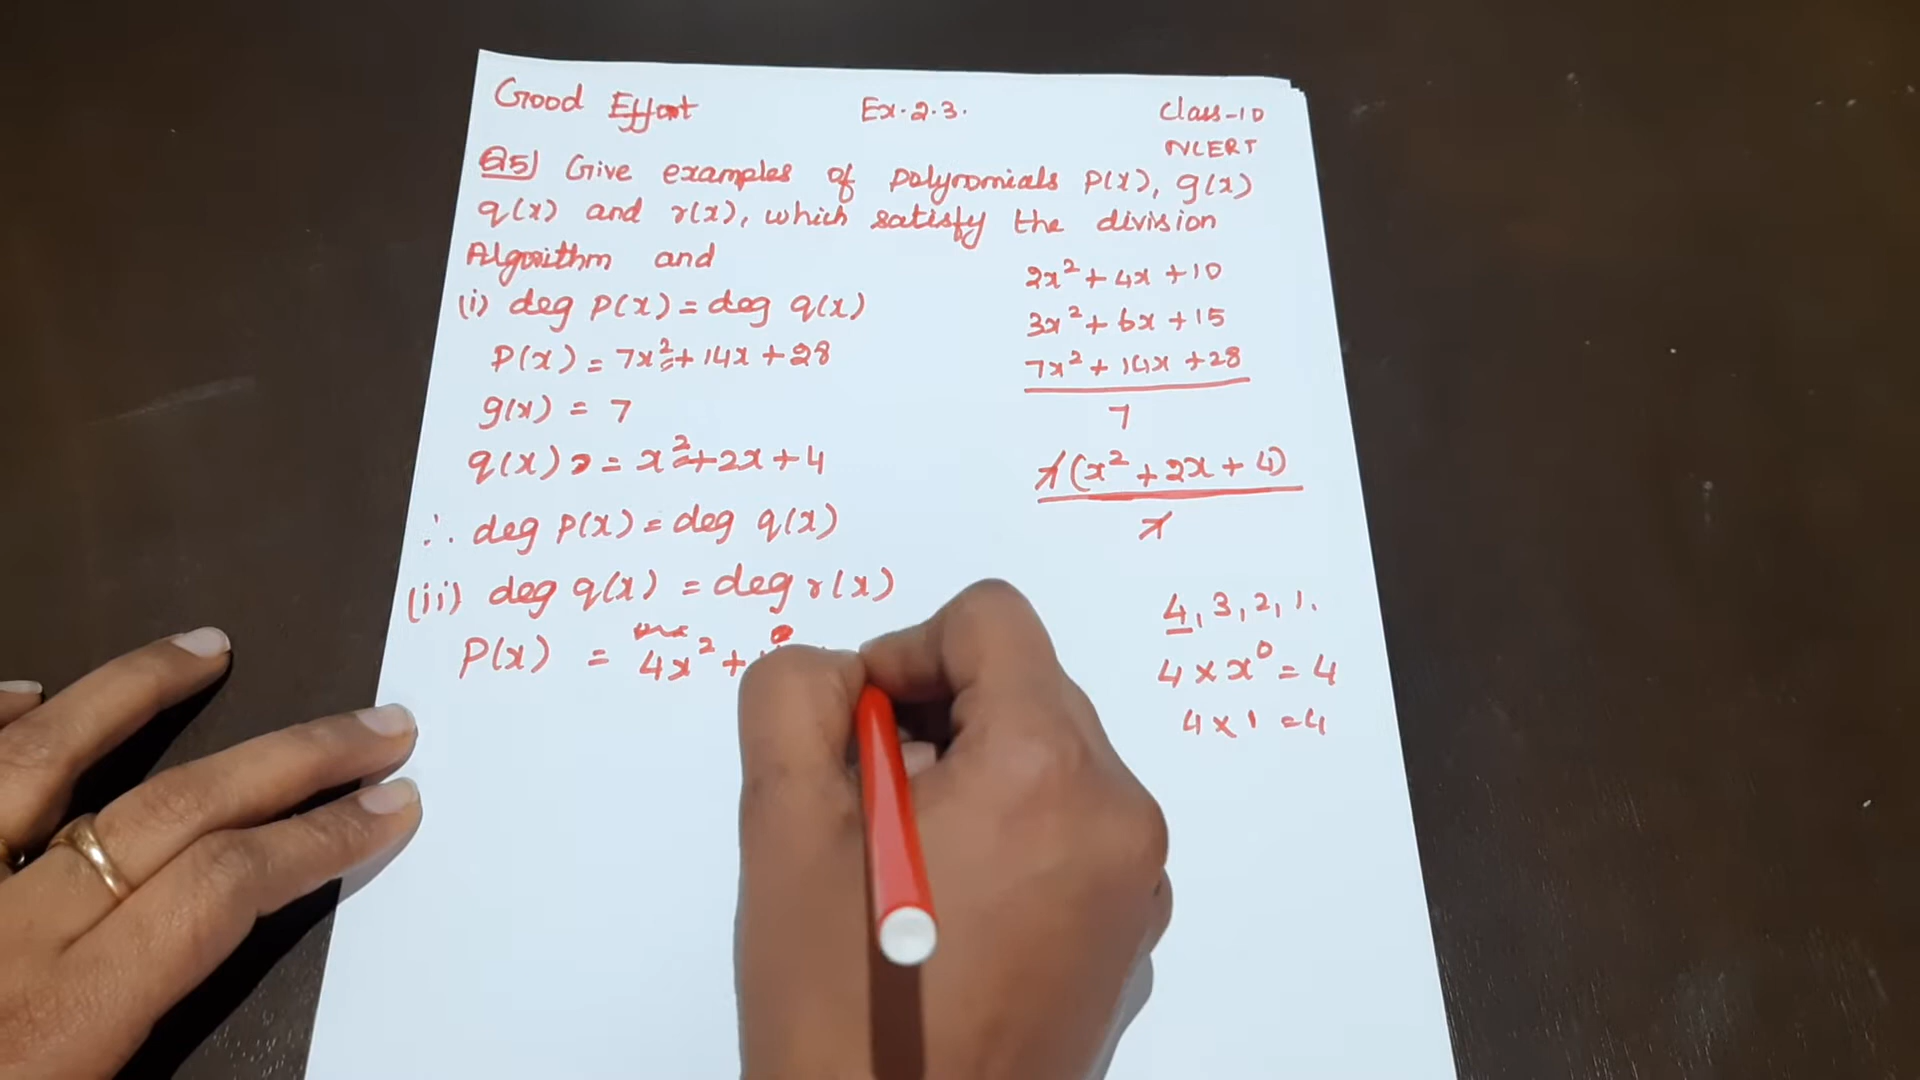 Good Effort Ex.2.3. Class-10
NCERT
Q5) Give examples of polynomials p(x), g(x)
q(x) and r(x), which satisfy the division
Algorithm and
(i) deg p(x) = deg q(x)
P(x) = 7x² + 14x + 28
g(x) = 7
q(x) = x² + 2x + 4
∴ deg p(x) = deg q(x)
(ii) deg q(x) = deg r(x)
P(x) = 4x² +
2x² + 4x + 10
3x² + 6x + 15
7x² + 14x + 28
7
7(x² + 2x + 4)
7
4, 3, 2, 1.
4 × x⁰ = 4
4 × 1 = 4